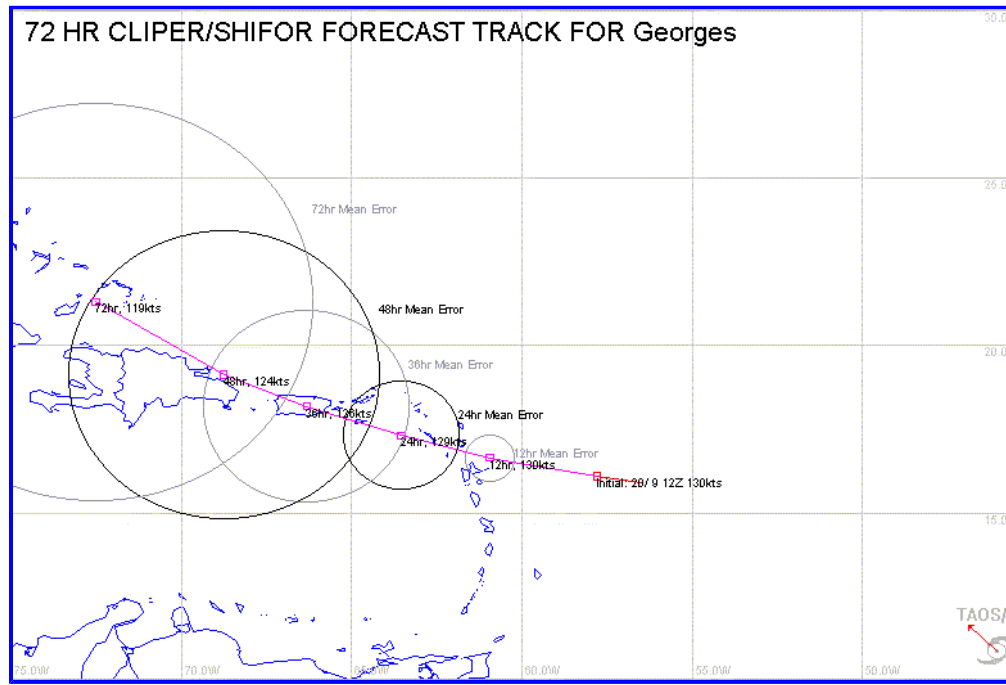 72 HR CLIPER/SHIFOR FORECAST TRACK FOR Georges
30.0
25.0
72hr Mean Error
72hr, 119kts
48hr Mean Error
20.0
36hr Mean Error
48hr, 124kts
36hr, 126kts
24hr Mean Error
24hr, 129kts
12hr Mean Error
12hr, 130kts
Initial: 20/ 9 12Z 130kts
15.0
TAOS/
75.0W
70.0W
65.0W
60.0W
55.0W
50.0W